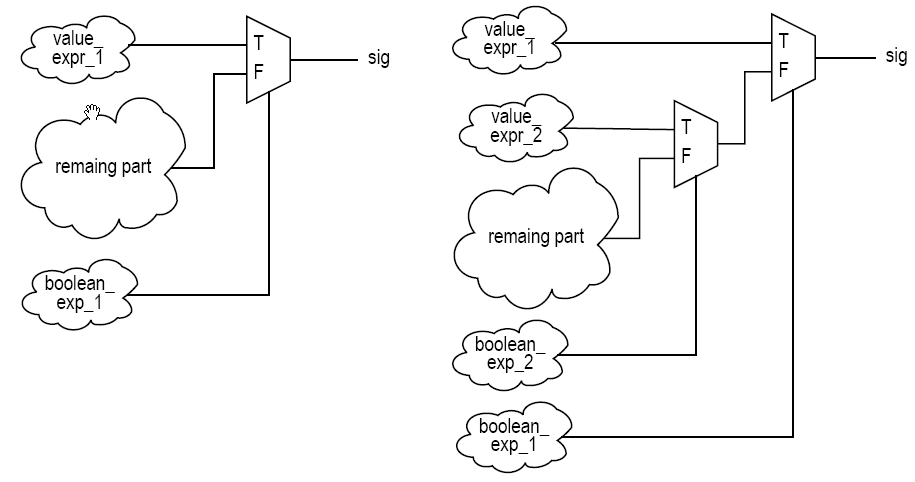 value_
expr_1
T
F
sig
remaing part
boolean_
exp_1
value_
expr_1
T
F
sig
value_
expr_2
T
F
remaing part
boolean_
exp_2
boolean_
exp_1